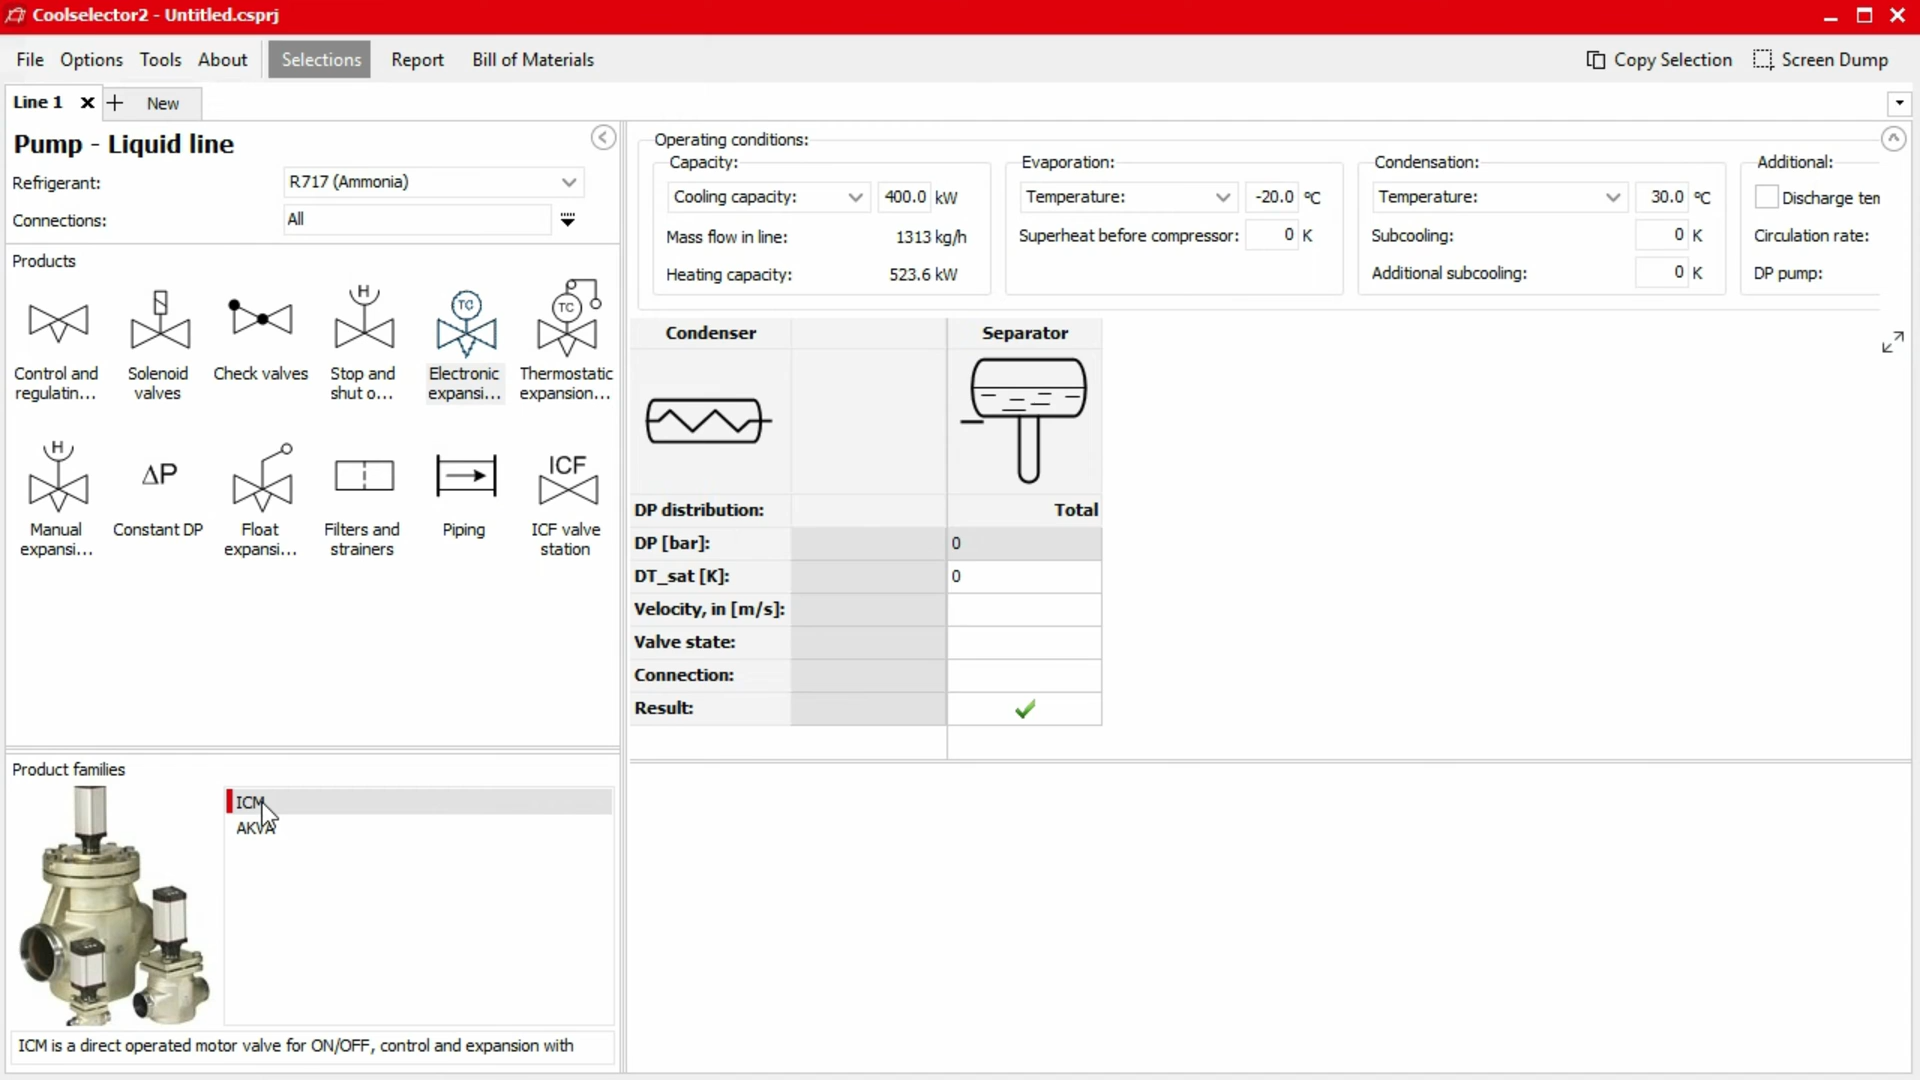 Coolselector2 - Untitled.csprj
File Options Tools About Selections Report Bill of Materials Copy Selection Screen Dump
Line 1 New
Pump - Liquid line
Refrigerant: R717 (Ammonia)
Connections: All
Products
Control and regulatin...
Solenoid valves
Check valves
Stop and shut o...
Electronic expansi...
Thermostatic expansion...
Manual expansi...
Constant DP
Float expansi...
Filters and strainers
Piping
ICF valve station
H
TC
TC
H
ΔP
ICF
Product families
ICM
AKVA
ICM is a direct operated motor valve for ON/OFF, control and expansion with
Operating conditions:
Capacity:
Cooling capacity: 400.0 kW
Mass flow in line: 1313 kg/h
Heating capacity: 523.6 kW
Evaporation:
Temperature: -20.0 °C
Superheat before compressor: 0 K
Condensation:
Temperature: 30.0 °C
Subcooling: 0 K
Additional subcooling: 0 K
Additional:
Discharge ten
Circulation rate:
DP pump:
Condenser Separator
DP distribution: Total
DP [bar]: 0
DT_sat [K]: 0
Velocity, in [m/s]:
Valve state:
Connection:
Result: